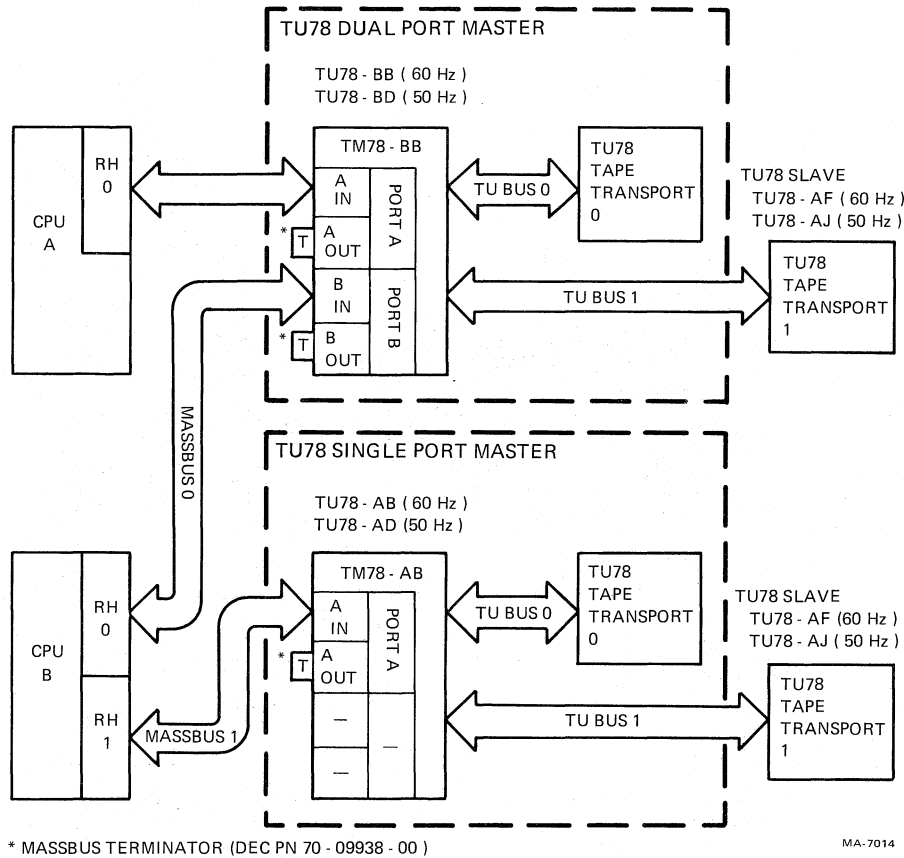 TU78 DUAL PORT MASTER
TU78 - BB ( 60 Hz )
TU78 - BD ( 50 Hz )
CPU
A
RH
0
TM78 - BB
A
IN
* T
A
OUT
PORT A
B
IN
* T
B
OUT
PORT B
TU BUS 0
TU78
TAPE
TRANSPORT
0
TU78 SLAVE
TU78 - AF ( 60 Hz )
TU78 - AJ ( 50 Hz )
TU BUS 1
TU78
TAPE
TRANSPORT
1
MASSBUS 0
TU78 SINGLE PORT MASTER
TU78 - AB ( 60 Hz )
TU78 - AD (50 Hz )
CPU
B
RH
0
RH
1
MASSBUS 1
TM78 - AB
A
IN
* T
A
OUT
PORT A
—
—
—
TU BUS 0
TU78
TAPE
TRANSPORT
0
TU78 SLAVE
TU78 - AF (60 Hz )
TU78 - AJ ( 50 Hz )
TU BUS 1
TU78
TAPE
TRANSPORT
1
* MASSBUS TERMINATOR (DEC PN 70 - 09938 - 00 )
MA-7014